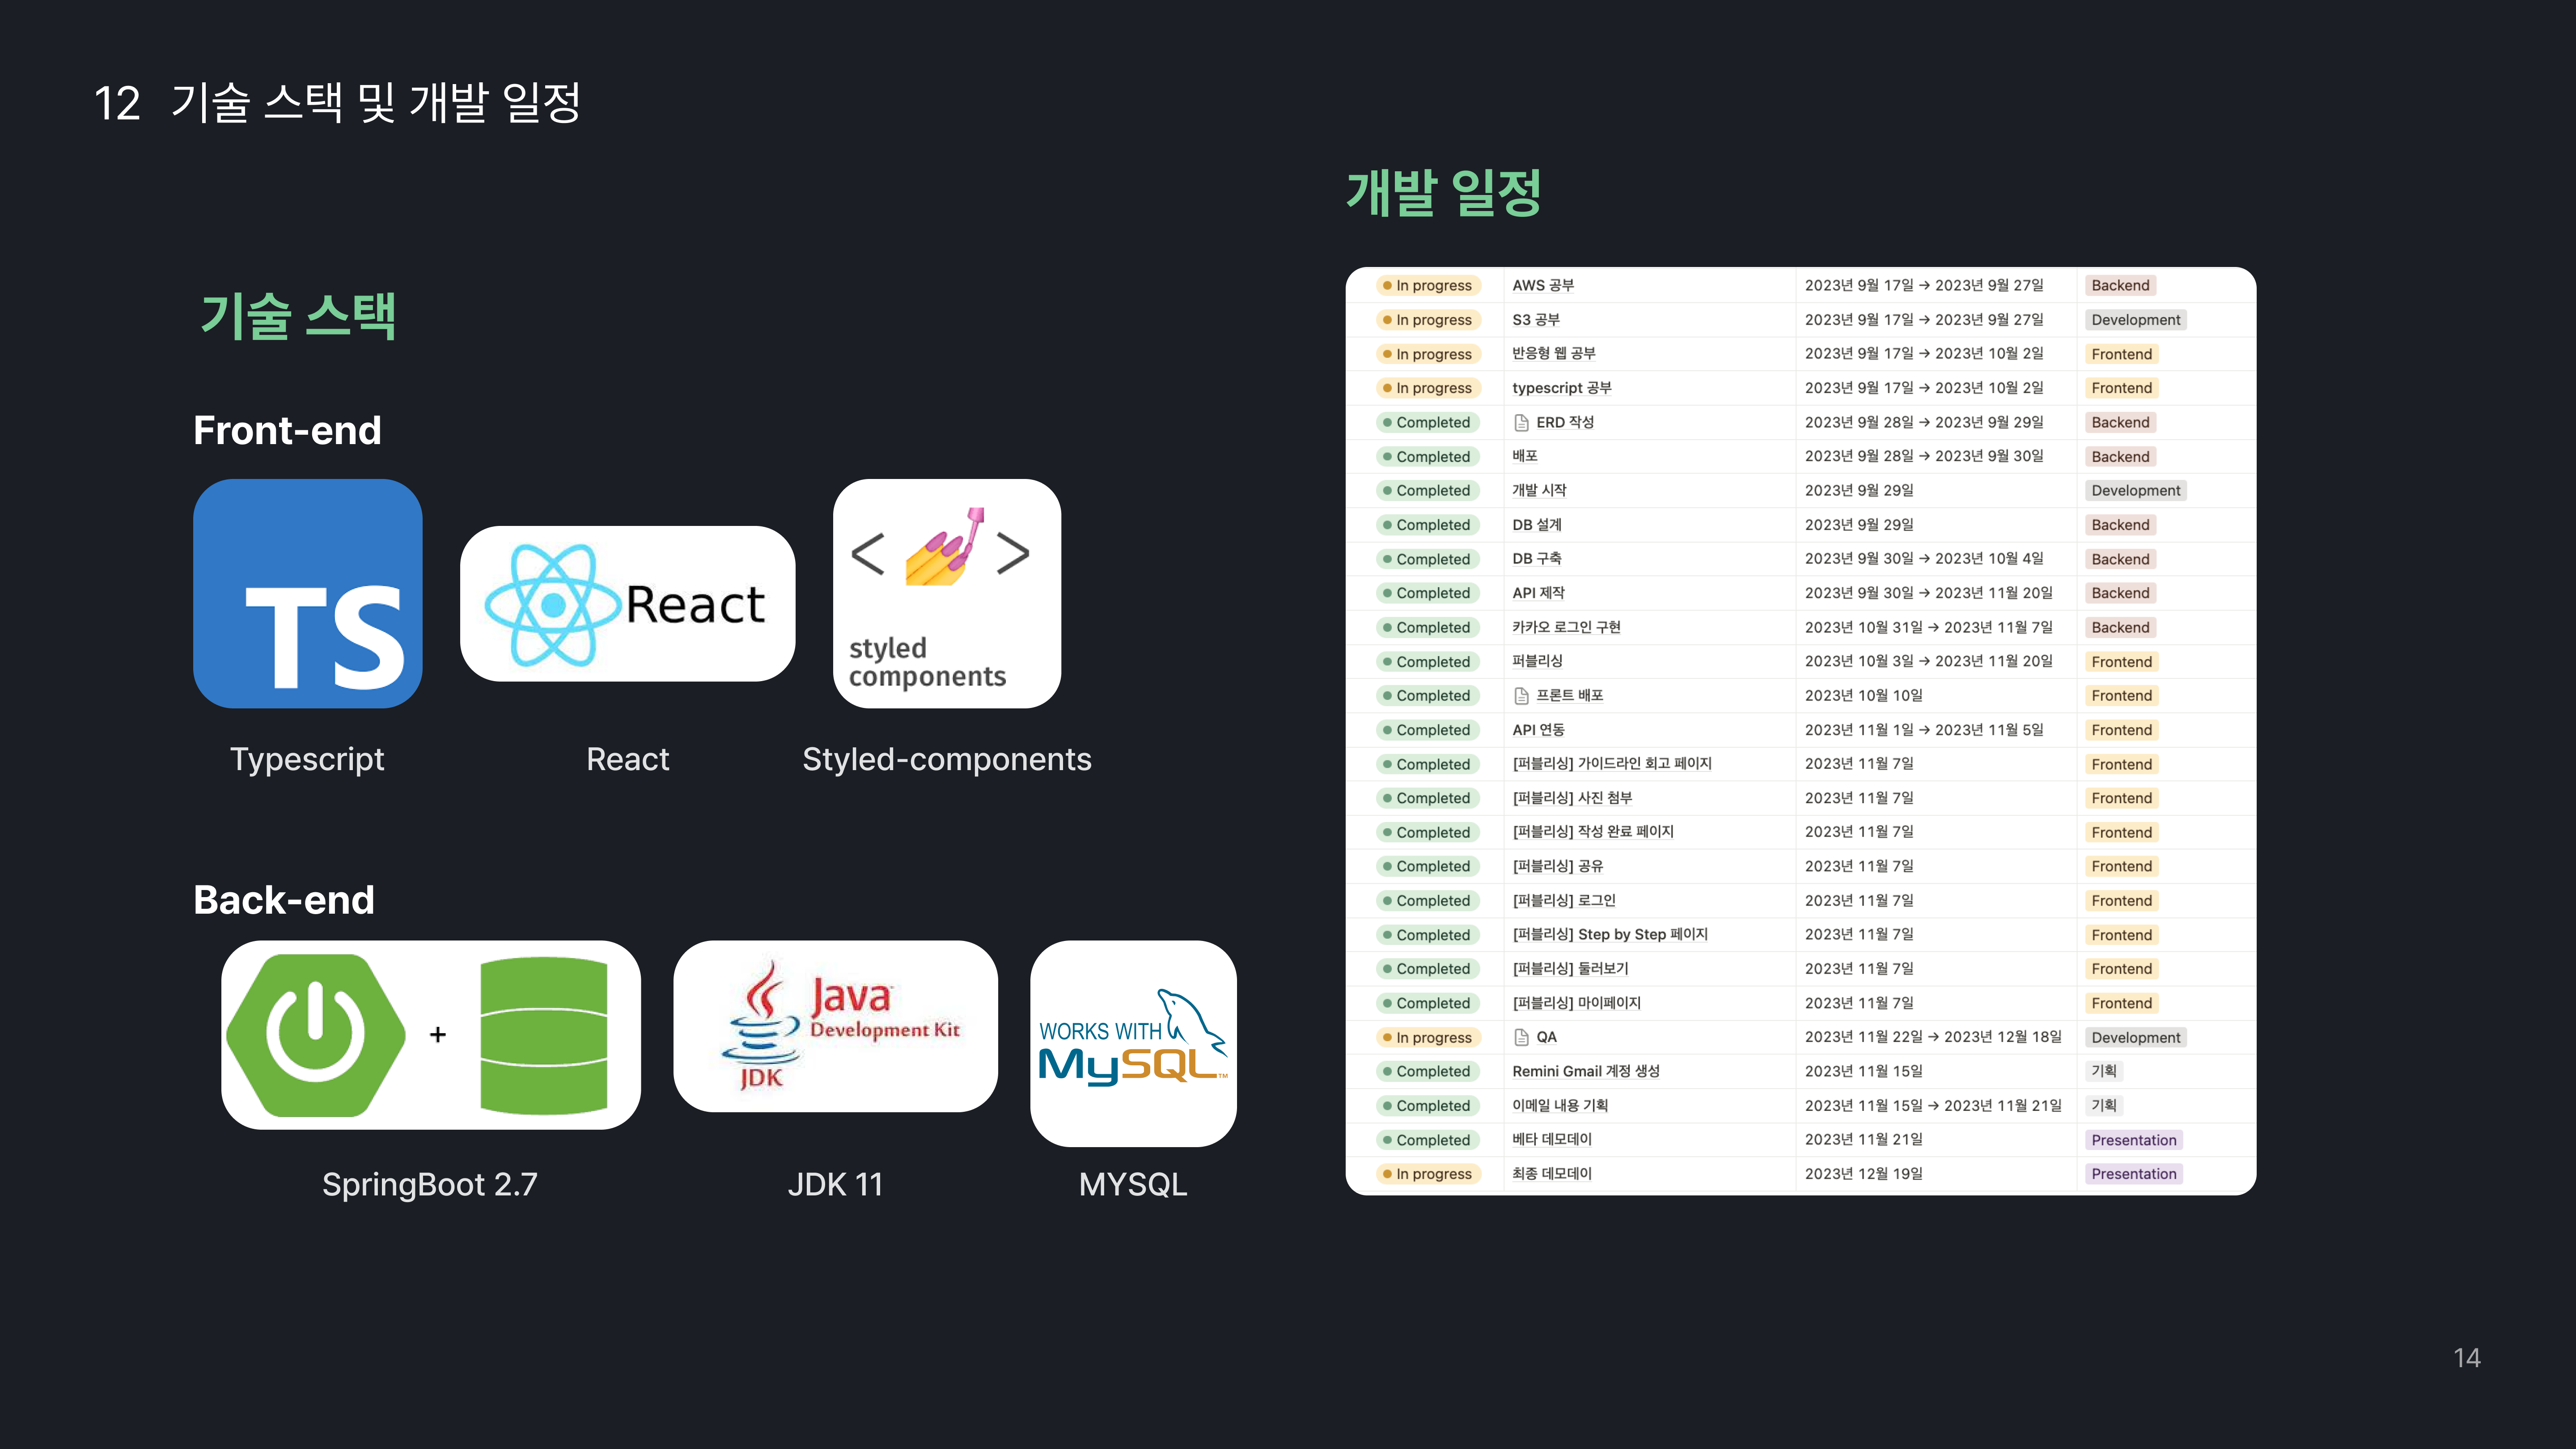 12 기술 스택 및 개발 일정
기술 스택
Front-end
TS
React
< >
styled
components
Typescript
React
Styled-components
Back-end
+
Java
Development Kit
JDK
WORKS WITH
MySQL™
SpringBoot 2.7
JDK 11
MYSQL
개발 일정
In progress AWS 공부 2023년 9월 17일 → 2023년 9월 27일 Backend
In progress S3 공부 2023년 9월 17일 → 2023년 9월 27일 Development
In progress 반응형 웹 공부 2023년 9월 17일 → 2023년 10월 2일 Frontend
In progress typescript 공부 2023년 9월 17일 → 2023년 10월 2일 Frontend
Completed ERD 작성 2023년 9월 28일 → 2023년 9월 29일 Backend
Completed 배포 2023년 9월 28일 → 2023년 9월 30일 Backend
Completed 개발 시작 2023년 9월 29일 Development
Completed DB 설계 2023년 9월 29일 Backend
Completed DB 구축 2023년 9월 30일 → 2023년 10월 4일 Backend
Completed API 제작 2023년 9월 30일 → 2023년 11월 20일 Backend
Completed 카카오 로그인 구현 2023년 10월 31일 → 2023년 11월 7일 Backend
Completed 퍼블리싱 2023년 10월 3일 → 2023년 11월 20일 Frontend
Completed 프론트 배포 2023년 10월 10일 Frontend
Completed API 연동 2023년 11월 1일 → 2023년 11월 5일 Frontend
Completed [퍼블리싱] 가이드라인 회고 페이지 2023년 11월 7일 Frontend
Completed [퍼블리싱] 사진 첨부 2023년 11월 7일 Frontend
Completed [퍼블리싱] 작성 완료 페이지 2023년 11월 7일 Frontend
Completed [퍼블리싱] 공유 2023년 11월 7일 Frontend
Completed [퍼블리싱] 로그인 2023년 11월 7일 Frontend
Completed [퍼블리싱] Step by Step 페이지 2023년 11월 7일 Frontend
Completed [퍼블리싱] 둘러보기 2023년 11월 7일 Frontend
Completed [퍼블리싱] 마이페이지 2023년 11월 7일 Frontend
In progress QA 2023년 11월 22일 → 2023년 12월 18일 Development
Completed Remini Gmail 계정 생성 2023년 11월 15일 기획
Completed 이메일 내용 기획 2023년 11월 15일 → 2023년 11월 21일 기획
Completed 베타 데모데이 2023년 11월 21일 Presentation
In progress 최종 데모데이 2023년 12월 19일 Presentation
14